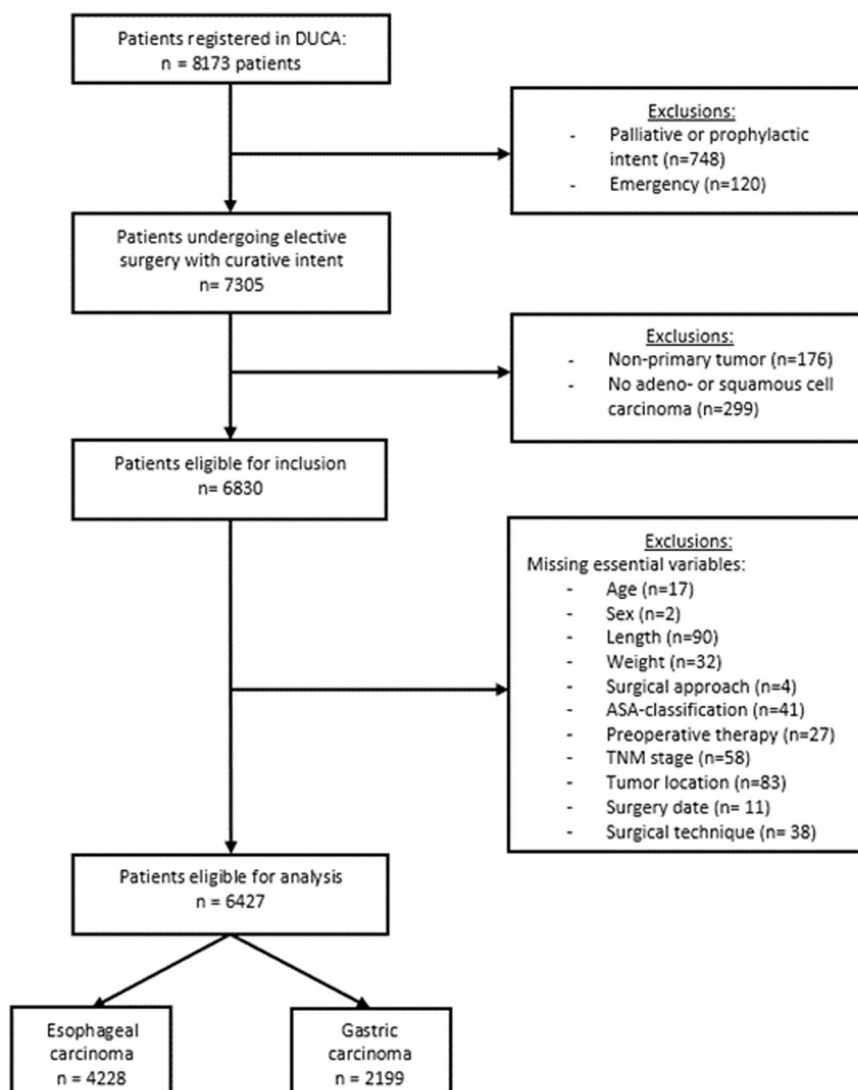 Patients registered in DUCA:
n = 8173 patients
Exclusions:
- Palliative or prophylactic
intent (n=748)
- Emergency (n=120)
Patients undergoing elective
surgery with curative intent
n= 7305
Exclusions:
- Non-primary tumor (n=176)
- No adeno- or squamous cell
carcinoma (n=299)
Patients eligible for inclusion
n= 6830
Exclusions:
Missing essential variables:
- Age (n=17)
- Sex (n=2)
- Length (n=90)
- Weight (n=32)
- Surgical approach (n=4)
- ASA-classification (n=41)
- Preoperative therapy (n=27)
- TNM stage (n=58)
- Tumor location (n=83)
- Surgery date (n= 11)
- Surgical technique (n= 38)
Patients eligible for analysis
n = 6427
Esophageal
carcinoma
n = 4228
Gastric
carcinoma
n = 2199